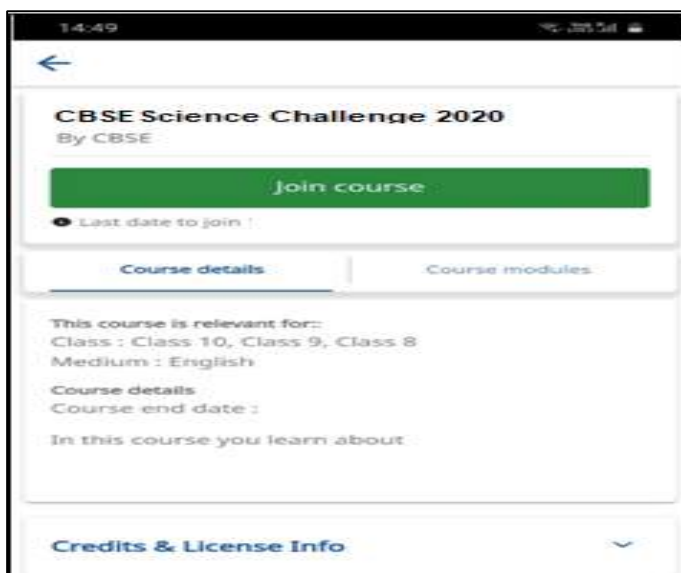 14:49
CBSE Science Challenge 2020
By CBSE
Join course
Last date to join :
Course details
Course modules
This course is relevant for::
Class : Class 10, Class 9, Class 8
Medium : English
Course details
Course end date :
In this course you learn about
Credits & License Info